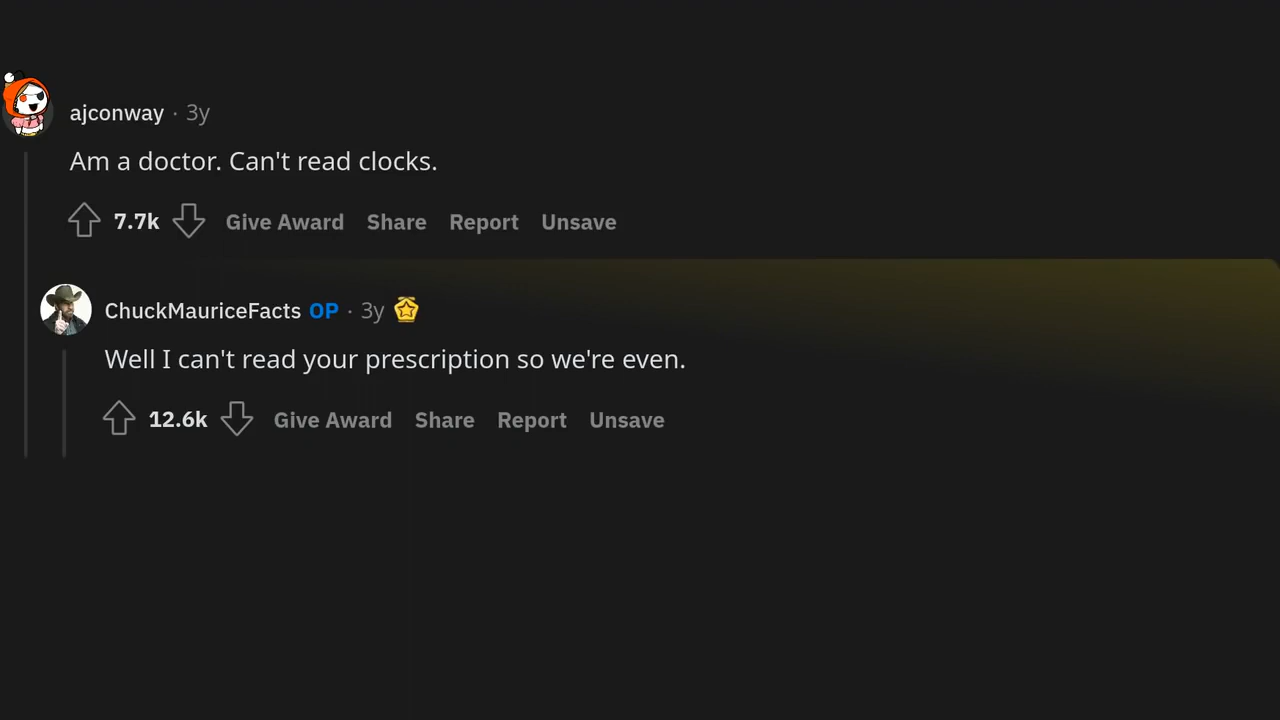 ajconway · 3y
Am a doctor. Can't read clocks.
7.7k Give Award Share Report Unsave
ChuckMauriceFacts OP · 3y
Well I can't read your prescription so we're even.
12.6k Give Award Share Report Unsave